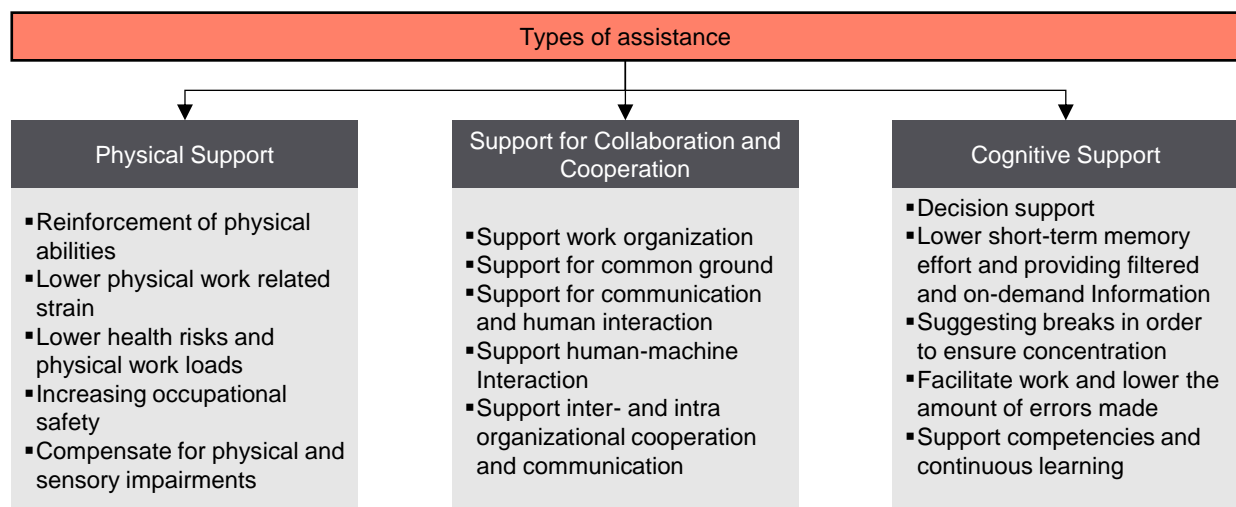 Types of assistance
Physical Support
▪Reinforcement of physical
abilities
▪Lower physical work related
strain
▪Lower health risks and
physical work loads
▪Increasing occupational
safety
▪Compensate for physical and
sensory impairments
Support for Collaboration and
Cooperation
▪Support work organization
▪Support for common ground
▪Support for communication
and human interaction
▪Support human-machine
Interaction
▪Support inter- and intra
organizational cooperation
and communication
Cognitive Support
▪Decision support
▪Lower short-term memory
effort and providing filtered
and on-demand Information
▪Suggesting breaks in order
to ensure concentration
▪Facilitate work and lower the
amount of errors made
▪Support competencies and
continuous learning